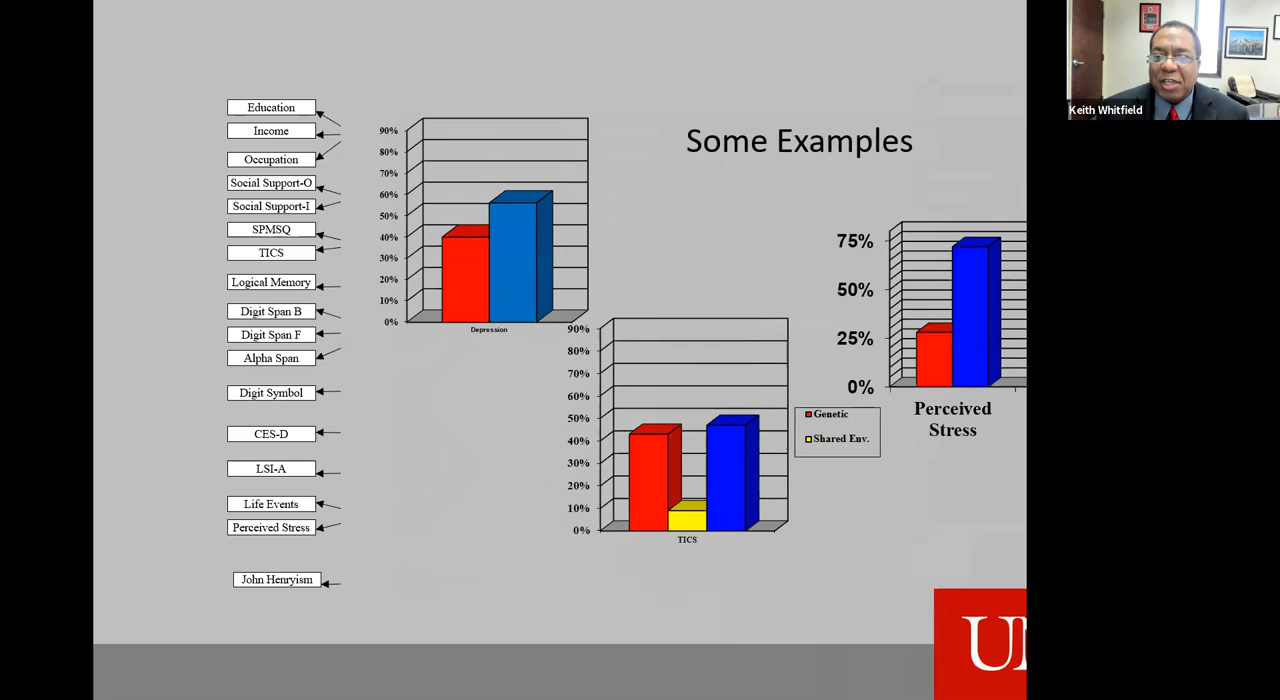 Keith Whitfield
Some Examples
Education
Income
Occupation
Social Support-O
Social Support-I
SPMSQ
TICS
Logical Memory
Digit Span B
Digit Span F
Alpha Span
Digit Symbol
CES-D
LSI-A
Life Events
Perceived Stress
John Henryism
90%
80%
70%
60%
50%
40%
30%
20%
10%
0%
Depression
90%
80%
70%
60%
50%
40%
30%
20%
10%
0%
TICS
Genetic
Shared Env.
75%
50%
25%
0%
Perceived
Stress